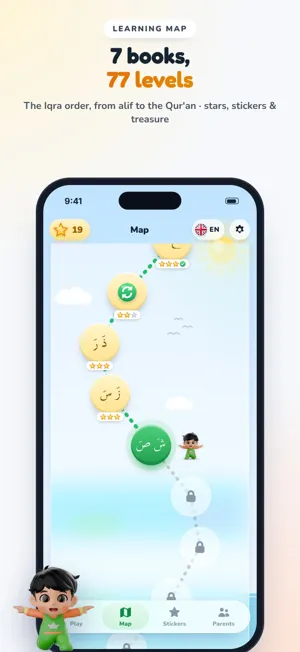 LEARNING MAP
7 books,
77 levels
The Iqra order, from alif to the Qur'an · stars, stickers &
treasure
9:41
19
Map
EN
ذَ رَ
زَ سَ
شَ صَ
Play
Map
Stickers
Parents